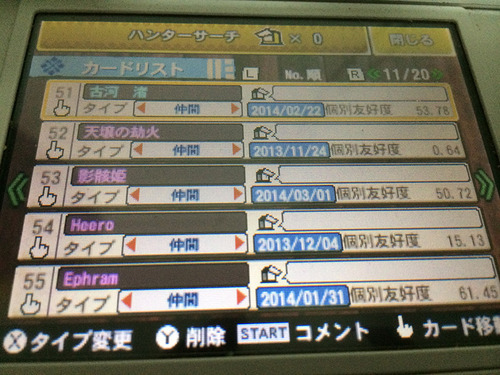 ハンターサーチ × 0 閉じる
カードリスト L No.順 R 11/20
51 古河 渚
タイプ 仲間 2014/02/22 個別友好度 53.78
52 天壌の劫火
タイプ 仲間 2013/11/24 個別友好度 0.64
53 影骸姫
タイプ 仲間 2014/03/01 個別友好度 50.72
54 Heero
タイプ 仲間 2013/12/04 個別友好度 15.13
55 Ephram
タイプ 仲間 2014/01/31 個別友好度 61.45
X タイプ変更 Y 削除 START コメント カード移